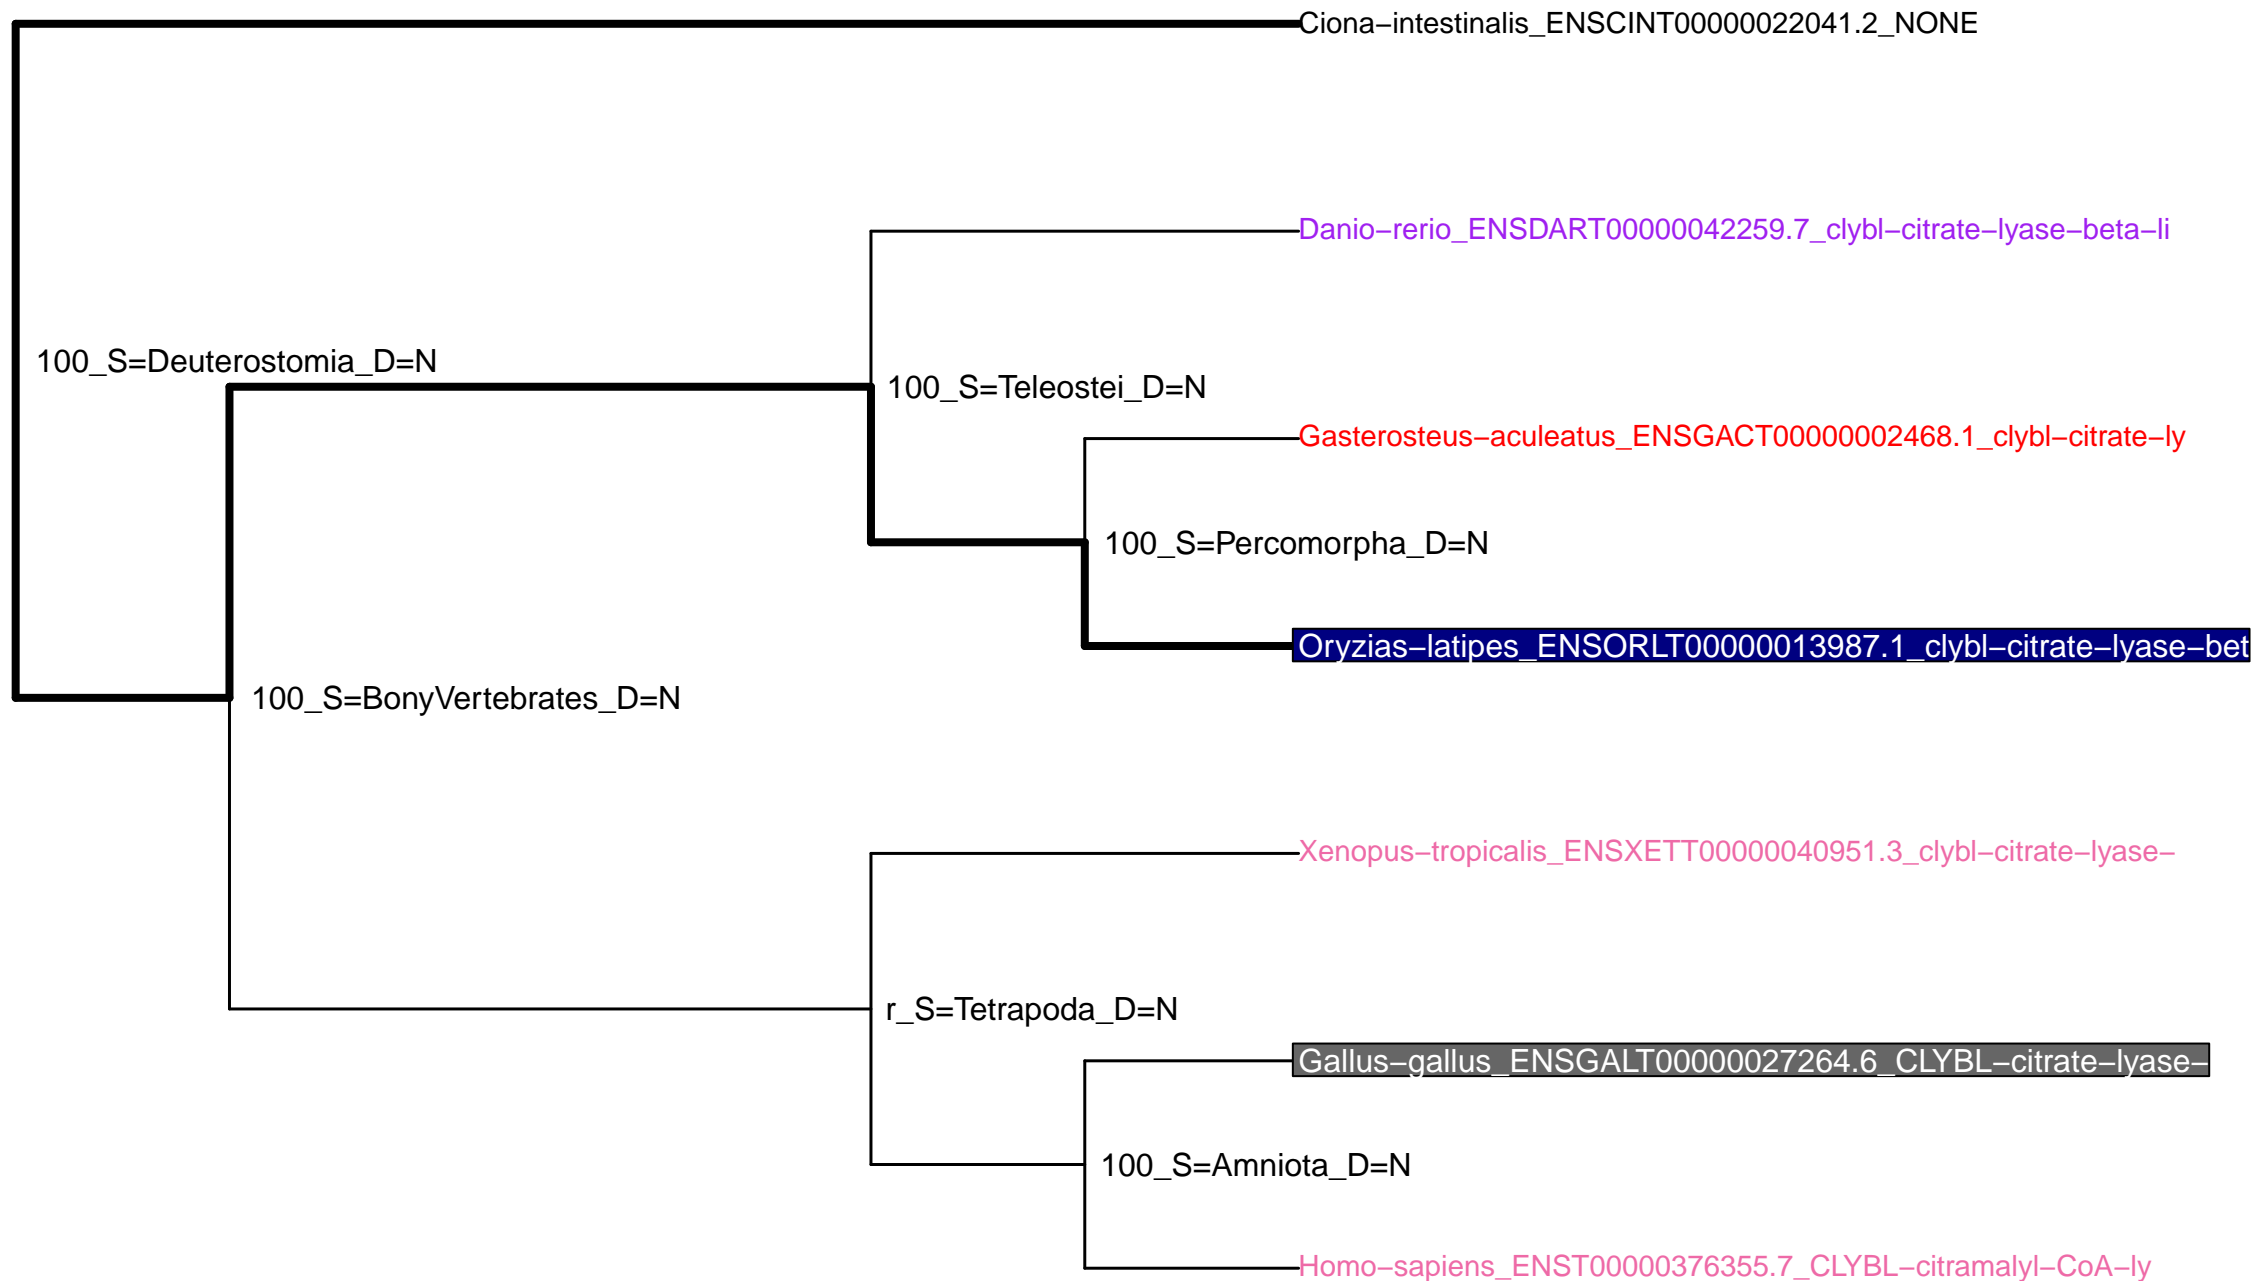 Ciona–intestinalis_ENSCINT00000022041.2_NONE
Danio–rerio_ENSDART00000042259.7_clybl–citrate–lyase–beta–li
100_S=Deuterostomia_D=N
100_S=Teleostei_D=N
Gasterosteus–aculeatus_ENSGACT00000002468.1_clybl–citrate–ly
100_S=Percomorpha_D=N
Oryzias–latipes_ENSORLT00000013987.1_clybl–citrate–lyase–bet
100_S=BonyVertebrates_D=N
Xenopus–tropicalis_ENSXETT00000040951.3_clybl–citrate–lyase–
r_S=Tetrapoda_D=N
Gallus–gallus_ENSGALT00000027264.6_CLYBL–citrate–lyase–
100_S=Amniota_D=N
Homo–sapiens_ENST00000376355.7_CLYBL–citramalyl–CoA–ly